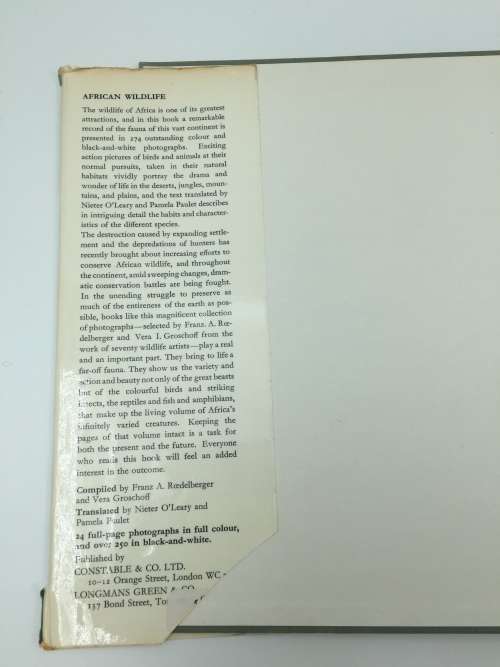 AFRICAN WILDLIFE
The wildlife of Africa is one of its greatest
attractions, and in this book a remarkable
record of the fauna of this vast continent is
presented in 274 outstanding colour and
black-and-white photographs. Exciting
action pictures of birds and animals at their
normal pursuits, taken in their natural
habitats vividly portray the drama and
wonder of life in the deserts, jungles, moun-
tains, and plains, and the text translated by
Nieter O'Leary and Pamela Paulet describes
in intriguing detail the habits and character-
istics of the different species.
The destruction caused by expanding settle-
ment and the depredations of hunters has
recently brought about increasing efforts to
conserve African wildlife, and throughout
the continent, amid sweeping changes, dram-
atic conservation battles are being fought.
In the unending struggle to preserve as
much of the entireness of the earth as pos-
sible, books like this magnificent collection
of photographs—selected by Franz. A. Rœ-
delberger and Vera I. Groschoff from the
work of seventy wildlife artists—play a real
and an important part. They bring to life a
far-off fauna. They show us the variety and
action and beauty not only of the great beasts
but of the colourful birds and striking
insects, the reptiles and fish and amphibians,
that make up the living volume of Africa's
infinitely varied creatures. Keeping the
pages of that volume intact is a task for
both the present and the future. Everyone
who reads this book will feel an added
interest in the outcome.
Compiled by Franz A. Rœdelberger
and Vera Groschoff
Translated by Nieter O'Leary and
Pamela Paulet
24 full-page photographs in full colour,
and over 250 in black-and-white.
Published by
CONSTABLE & CO. LTD.
10-12 Orange Street, London WC
LONGMANS GREEN & CO
137 Bond Street,